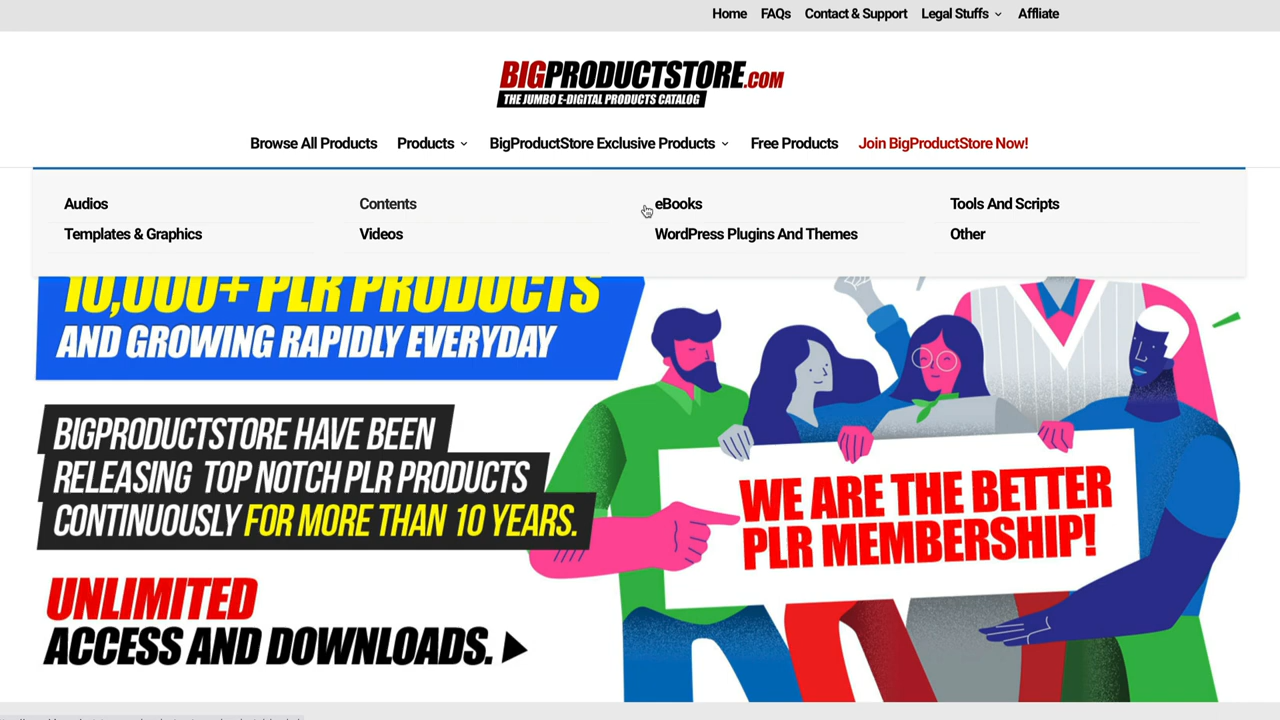 Home FAQs Contact & Support Legal Stuffs Affliate
BIGPRODUCTSTORE.COM
THE JUMBO E-DIGITAL PRODUCTS CATALOG
Browse All Products Products BigProductStore Exclusive Products Free Products Join BigProductStore Now!
Audios Contents eBooks Tools And Scripts
Templates & Graphics Videos WordPress Plugins And Themes Other
10,000+ PLR PRODUCTS
AND GROWING RAPIDLY EVERYDAY
BIGPRODUCTSTORE HAVE BEEN
RELEASING TOP NOTCH PLR PRODUCTS
CONTINUOUSLY FOR MORE THAN 10 YEARS.
WE ARE THE BETTER
PLR MEMBERSHIP!
UNLIMITED
ACCESS AND DOWNLOADS.